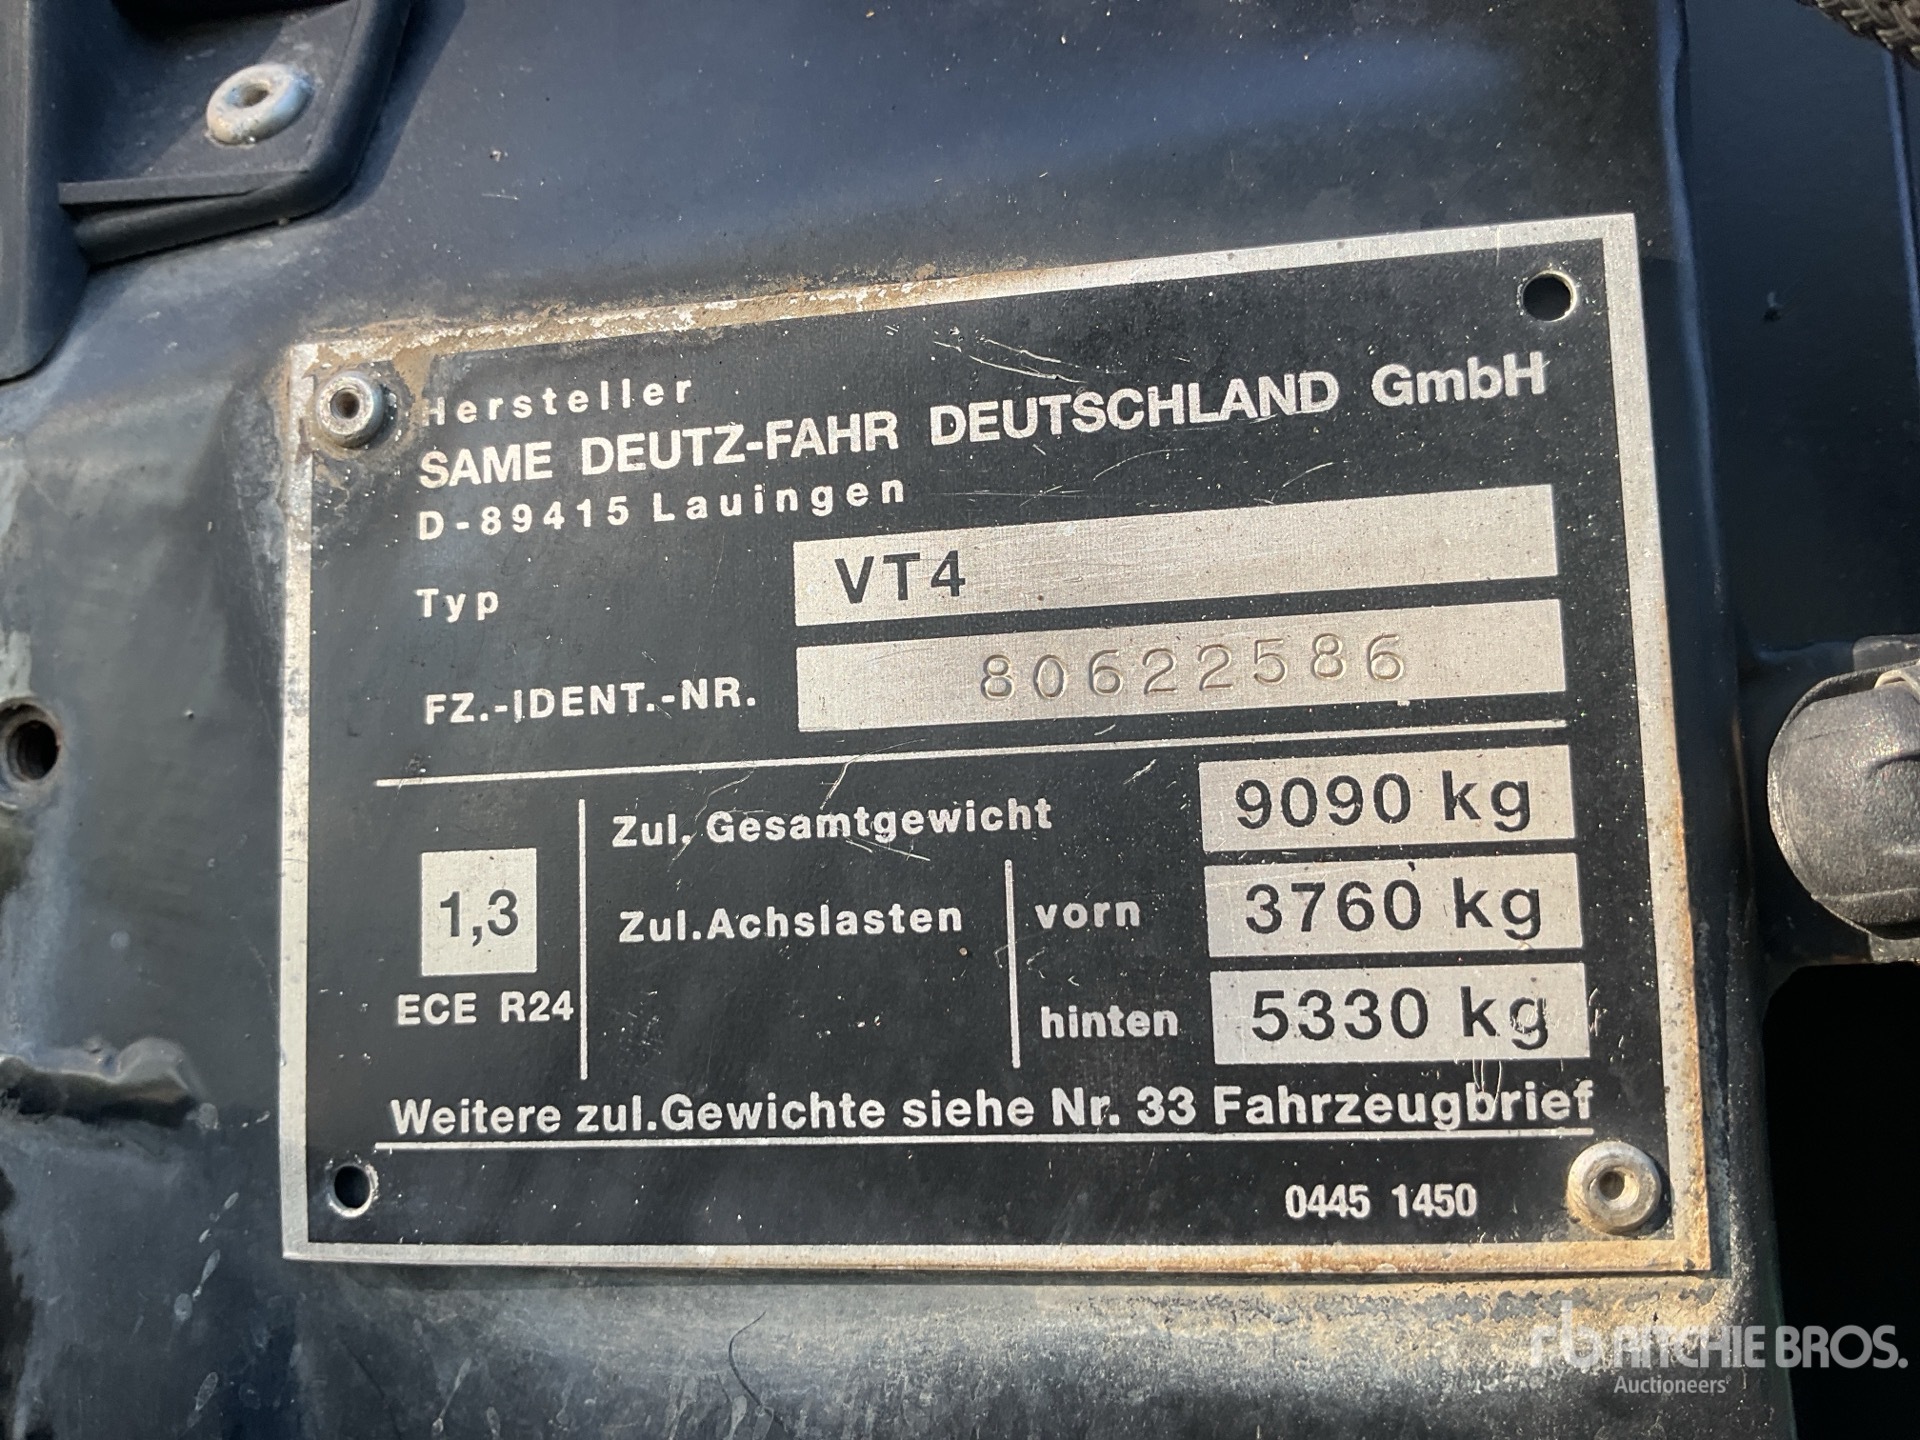 Hersteller
SAME DEUTZ-FAHR DEUTSCHLAND GmbH
D-89415 Lauingen
Typ VT4
FZ.-IDENT.-NR. 80622586
Zul. Gesamtgewicht 9090 kg
1,3 Zul.Achslasten vorn 3760 kg
ECE R24 hinten 5330 kg
Weitere zul.Gewichte siehe Nr. 33 Fahrzeugbrief
0445 1450
rb RITCHIE BROS.
Auctioneers